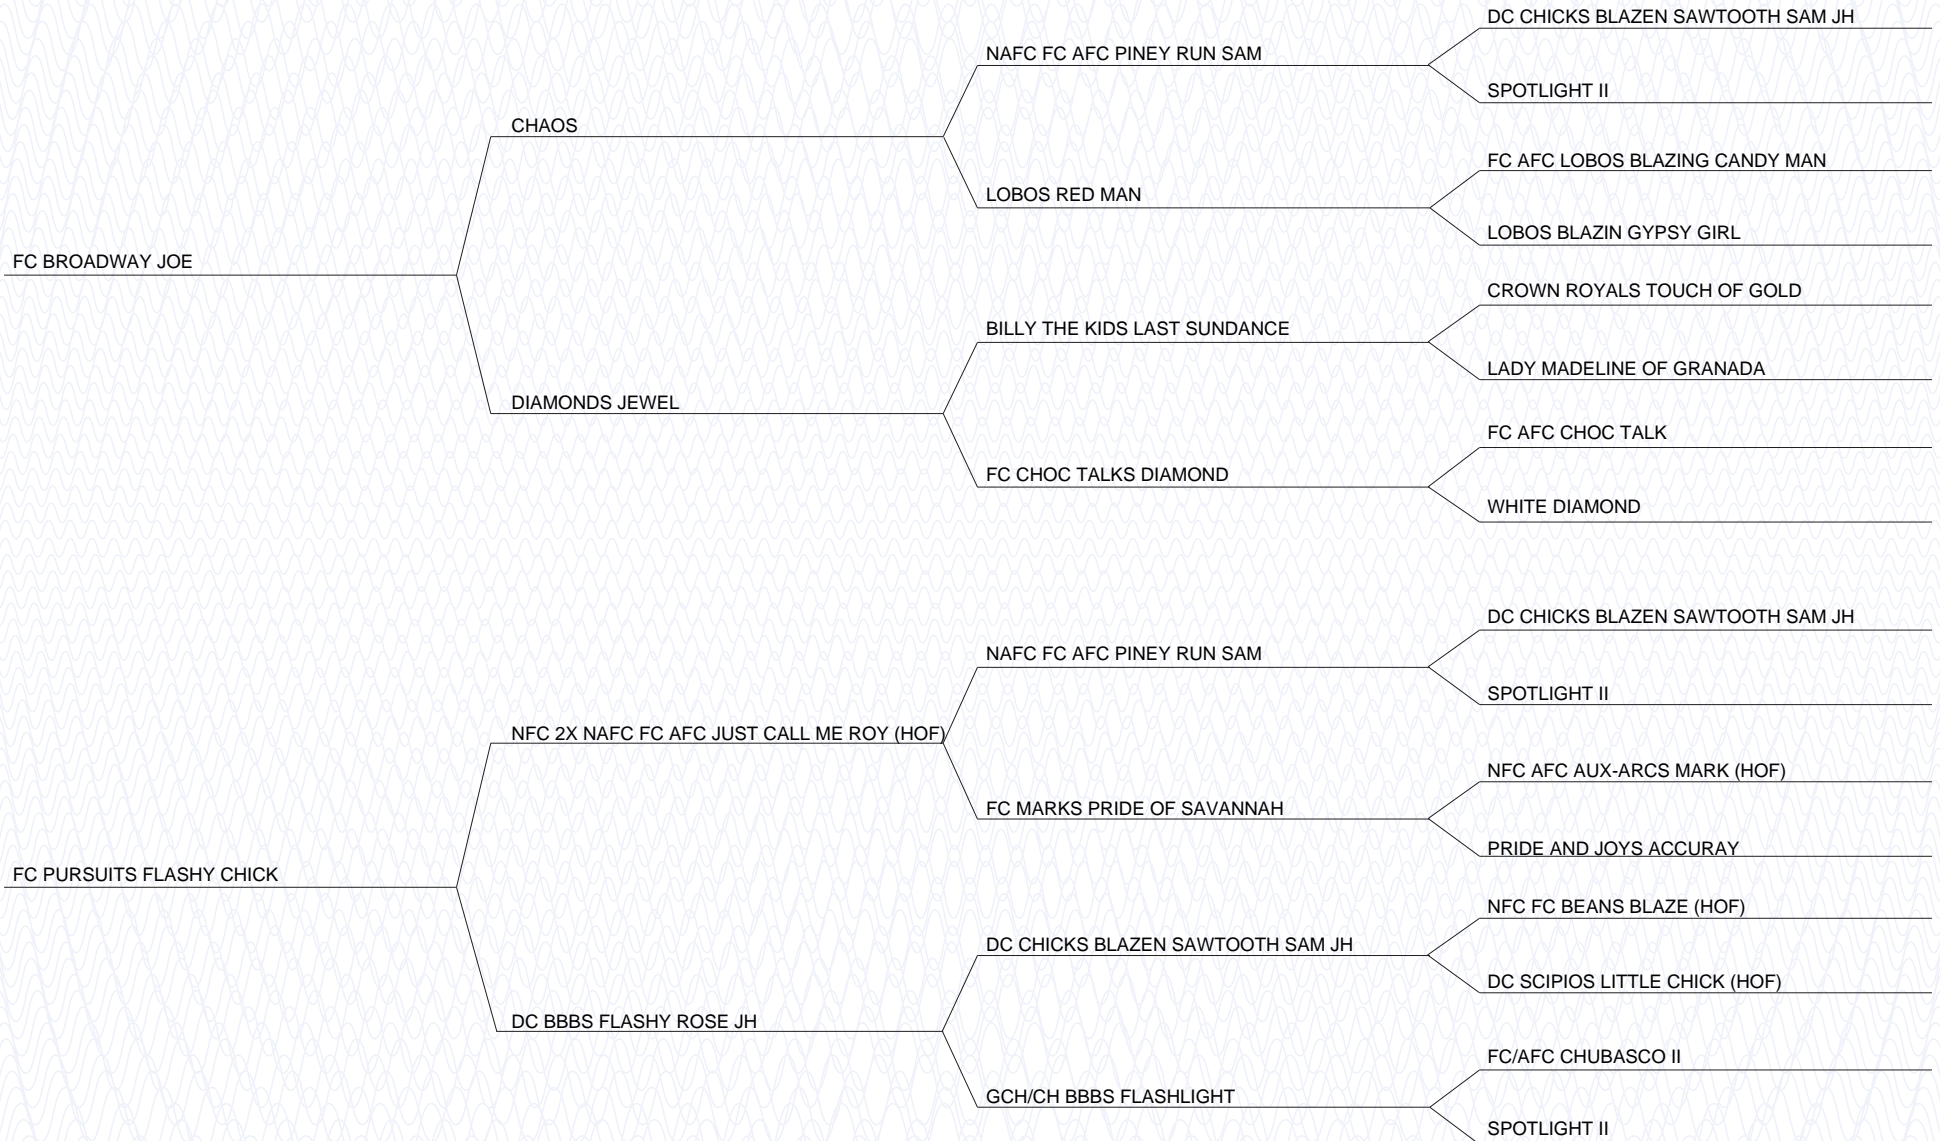 DC CHICKS BLAZEN SAWTOOTH SAM JH
NAFC FC AFC PINEY RUN SAM
SPOTLIGHT II
CHAOS
FC AFC LOBOS BLAZING CANDY MAN
LOBOS RED MAN
LOBOS BLAZIN GYPSY GIRL
FC BROADWAY JOE
CROWN ROYALS TOUCH OF GOLD
BILLY THE KIDS LAST SUNDANCE
LADY MADELINE OF GRANADA
DIAMONDS JEWEL
FC AFC CHOC TALK
FC CHOC TALKS DIAMOND
WHITE DIAMOND
DC CHICKS BLAZEN SAWTOOTH SAM JH
NAFC FC AFC PINEY RUN SAM
SPOTLIGHT II
NFC 2X NAFC FC AFC JUST CALL ME ROY (HOF)
NFC AFC AUX-ARCS MARK (HOF)
FC MARKS PRIDE OF SAVANNAH
PRIDE AND JOYS ACCURAY
FC PURSUITS FLASHY CHICK
NFC FC BEANS BLAZE (HOF)
DC CHICKS BLAZEN SAWTOOTH SAM JH
DC SCIPIOS LITTLE CHICK (HOF)
DC BBBS FLASHY ROSE JH
FC/AFC CHUBASCO II
GCH/CH BBBS FLASHLIGHT
SPOTLIGHT II